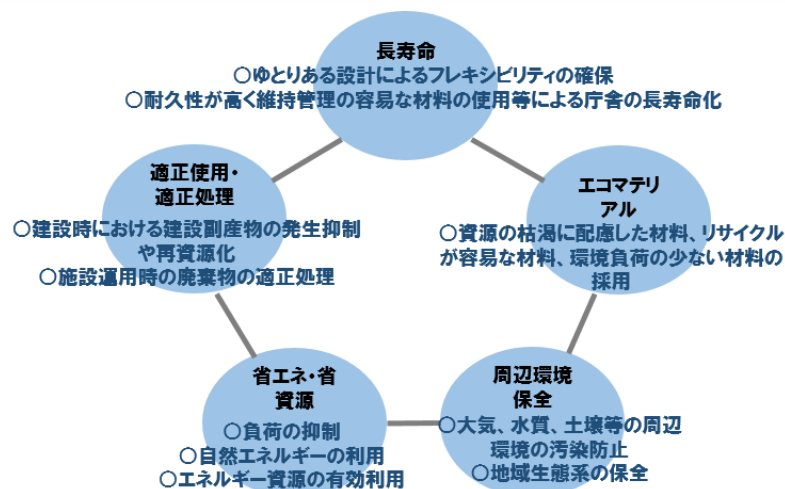 長寿命
○ゆとりある設計によるフレキシビリティの確保
○耐久性が高く維持管理の容易な材料の使用等による庁舎の長寿命化
適正使用・
適正処理
○建設時における建設副産物の発生抑制
や再資源化
○施設運用時の廃棄物の適正処理
エコマテリ
アル
○資源の枯渇に配慮した材料、リサイクル
が容易な材料、環境負荷の少ない材料の
採用
省エネ・省
資源
○負荷の抑制
○自然エネルギーの利用
○エネルギー資源の有効利用
周辺環境
保全
○大気、水質、土壌等の周辺
環境の汚染防止
○地域生態系の保全